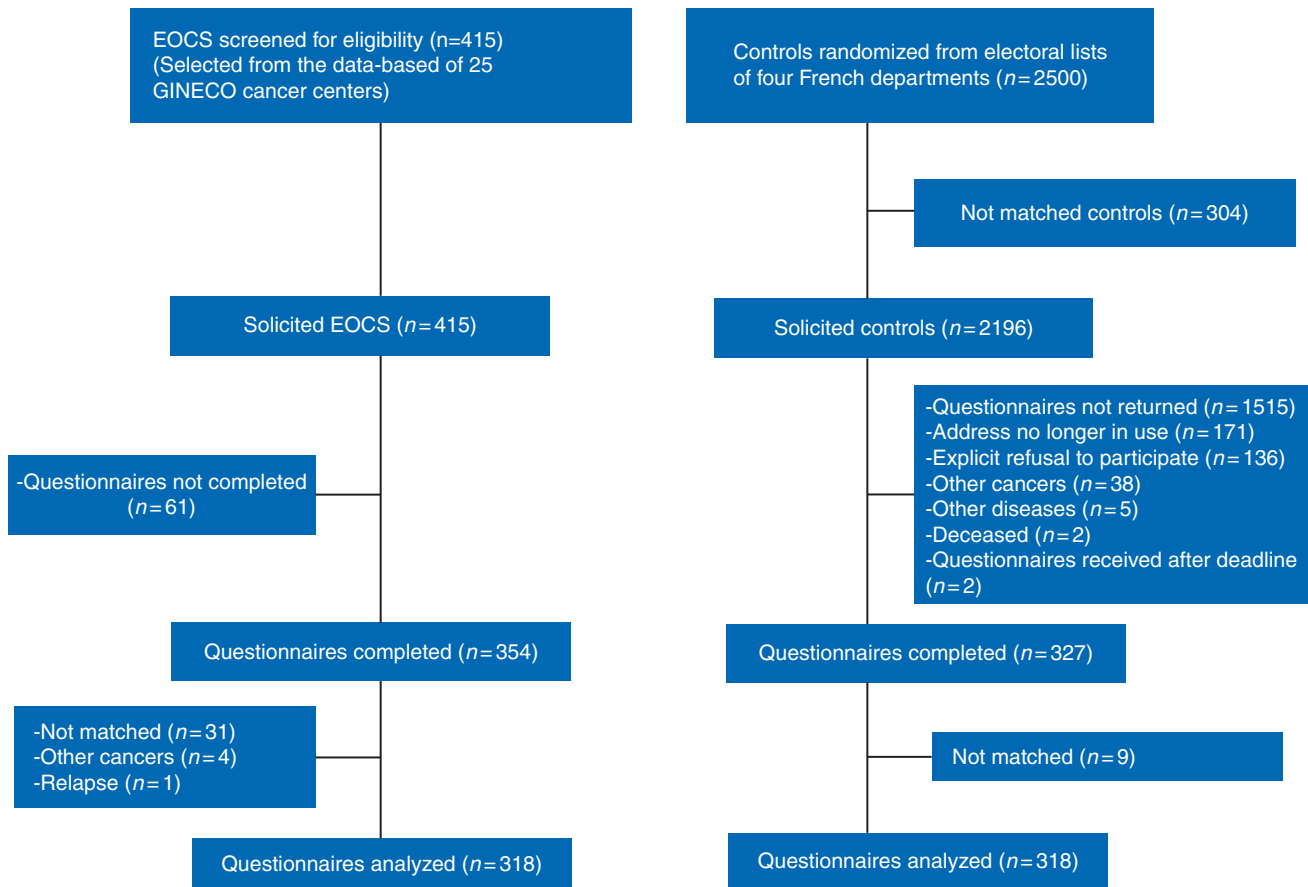 EOCS screened for eligibility (n=415)
(Selected from the data-based of 25
GINECO cancer centers)
Controls randomized from electoral lists
of four French departments (n=2500)
Not matched controls (n=304)
Solicited EOCS (n=415)
Solicited controls (n=2196)
-Questionnaires not completed
(n=61)
-Questionnaires not returned (n=1515)
-Address no longer in use (n=171)
-Explicit refusal to participate (n=136)
-Other cancers (n=38)
-Other diseases (n=5)
-Deceased (n=2)
-Questionnaires received after deadline
(n=2)
Questionnaires completed (n=354)
Questionnaires completed (n=327)
-Not matched (n=31)
-Other cancers (n=4)
-Relapse (n=1)
Not matched (n=9)
Questionnaires analyzed (n=318)
Questionnaires analyzed (n=318)